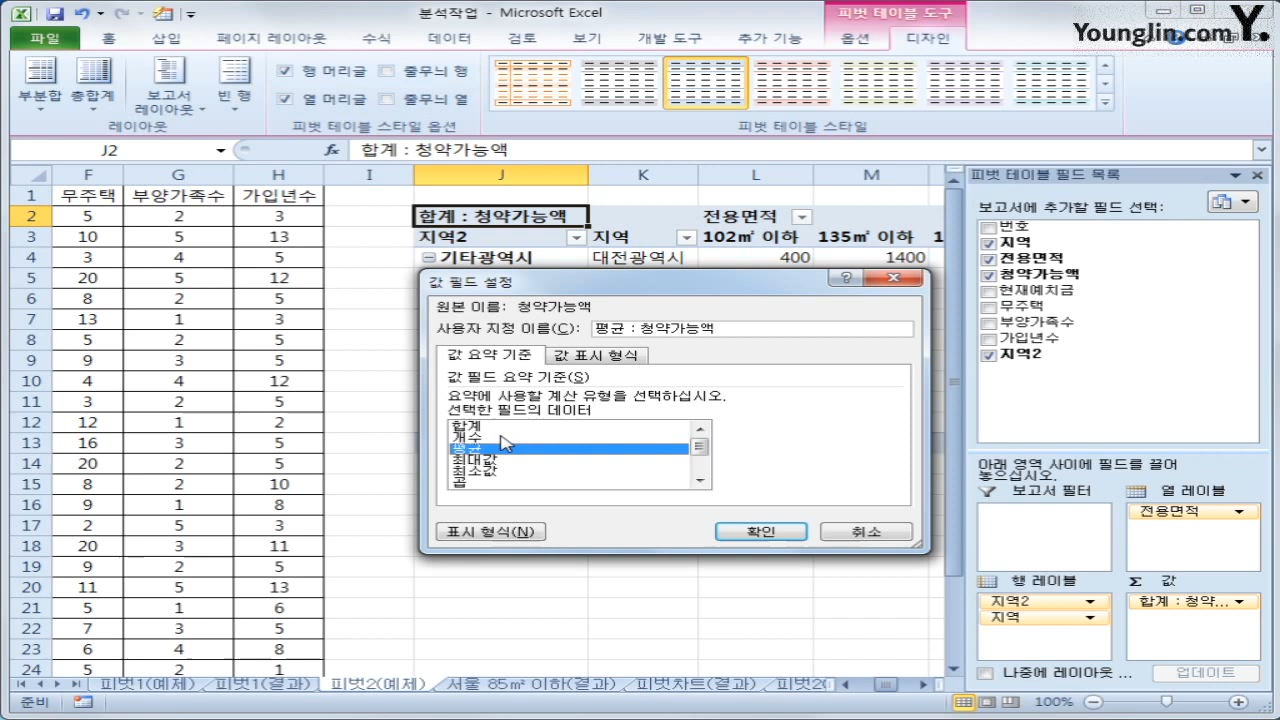 분석작업 - Microsoft Excel
피벗 테이블 도구
YoungJin.com Y.
파일 홈 삽입 페이지 레이아웃 수식 데이터 검토 보기 개발 도구 추가 기능 옵션 디자인
부분합 총합계 보고서 레이아웃 빈 행
레이아웃
행 머리글 줄무늬 행
열 머리글 줄무늬 열
피벗 테이블 스타일 옵션
피벗 테이블 스타일
J2 fx 합계 : 청약가능액
F G H I J K L M
1 무주택 부양가족수 가입년수
2 5 2 3 합계 : 청약가능액 전용면적
3 10 5 13 지역2 지역 102㎡ 이하 135㎡ 이하 1
4 3 4 5 기타광역시 대전광역시 400 1400
5 20 5 12
6 8 2 5
7 13 1 3
8 5 2 5
9 9 3 5
10 4 4 12
11 3 2 5
12 12 1 2
13 16 3 5
14 20 2 5
15 8 2 10
16 9 1 8
17 2 5 3
18 20 3 11
19 9 2 5
20 11 5 13
21 5 1 6
22 7 3 5
23 6 4 8
24 5 2 1
값 필드 설정
원본 이름: 청약가능액
사용자 지정 이름(C): 평균 : 청약가능액
값 요약 기준 값 표시 형식
값 필드 요약 기준(S)
요약에 사용할 계산 유형을 선택하십시오.
선택한 필드의 데이터
합계
개수
평균
최대값
최소값
곱
표시 형식(N) 확인 취소
피벗 테이블 필드 목록
보고서에 추가할 필드 선택:
번호
지역
전용면적
청약가능액
현재예치금
무주택
부양가족수
가입년수
지역2
아래 영역 사이에 필드를 끌어
놓으십시오.
보고서 필터 열 레이블
전용면적
행 레이블 Σ 값
지역2 합계 : 청약...
지역
나중에 레이아웃 ... 업데이트
피벗1(예제) 피벗1(결과) 피벗2(예제) 서울 85㎡ 이하(결과) 피벗차트(결과) 피벗2(
준비 100%